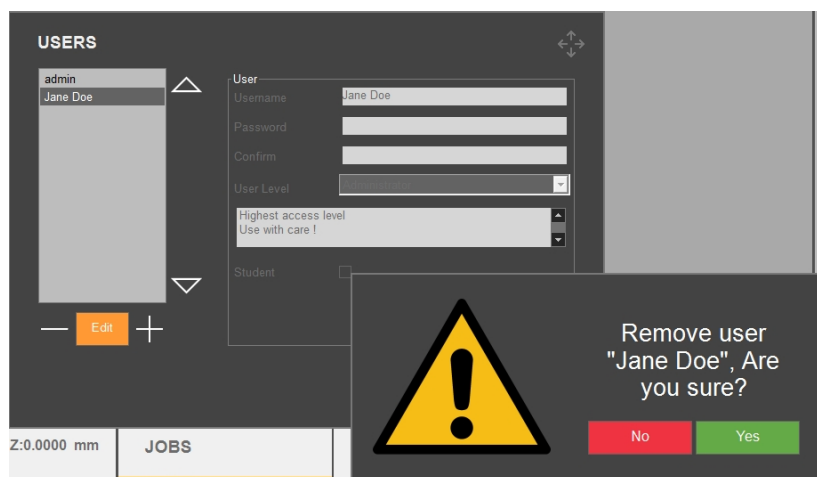 USERS
admin
Jane Doe
User
Username
Jane Doe
Password
Confirm
User Level
Administrator
Highest access level
Use with care !
Student
Edit
Remove user
"Jane Doe", Are
you sure?
No
Yes
Z:0.0000 mm
JOBS